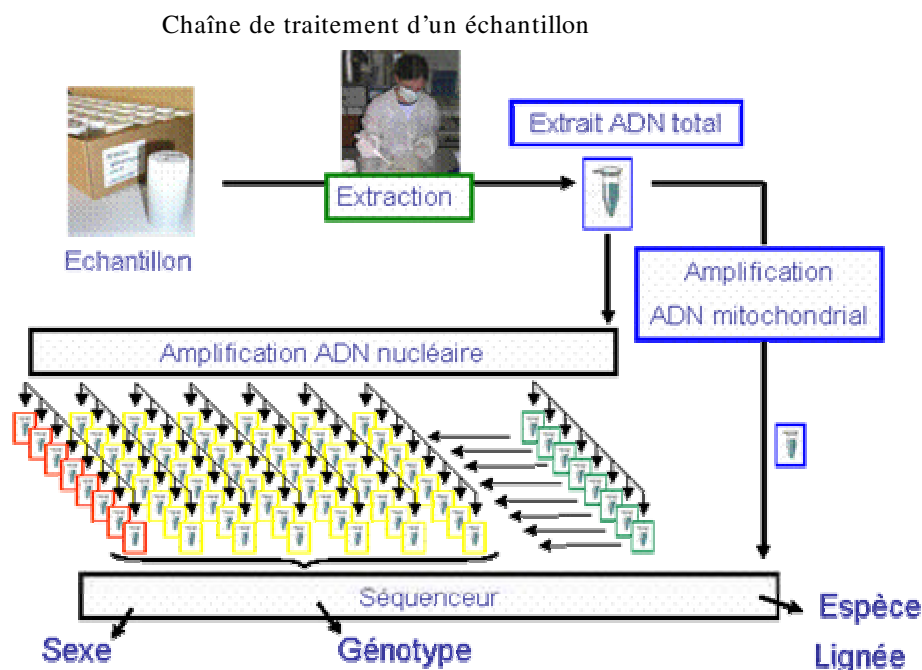 Chaîne de traitement d'un échantillon
Extrait ADN total
Extraction
Echantillon
Amplification
ADN mitochondrial
Amplification ADN nucléaire
Séquenceur
Espèce
Sexe
Génotype
Lignée